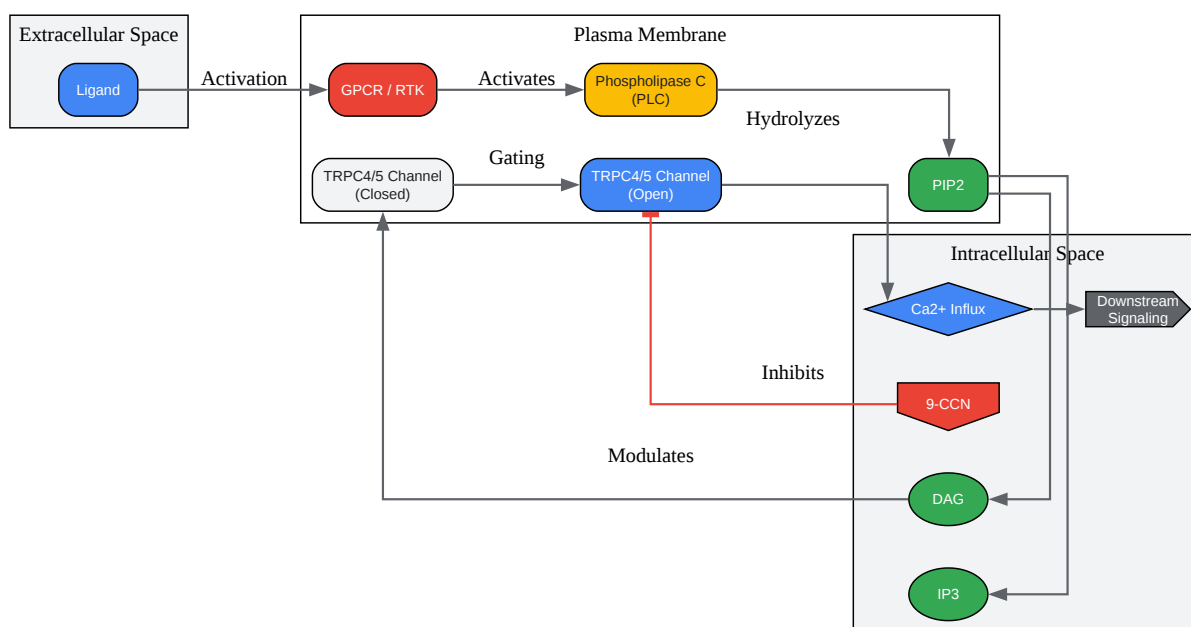 Extracellular Space
Plasma Membrane
Ligand
Activation
GPCR / RTK
Activates
Phospholipase C
(PLC)
Hydrolyzes
TRPC4/5 Channel
(Closed)
Gating
TRPC4/5 Channel
(Open)
PIP2
Intracellular Space
Ca2+ Influx
Downstream
Signaling
Inhibits
9-CCN
Modulates
DAG
IP3